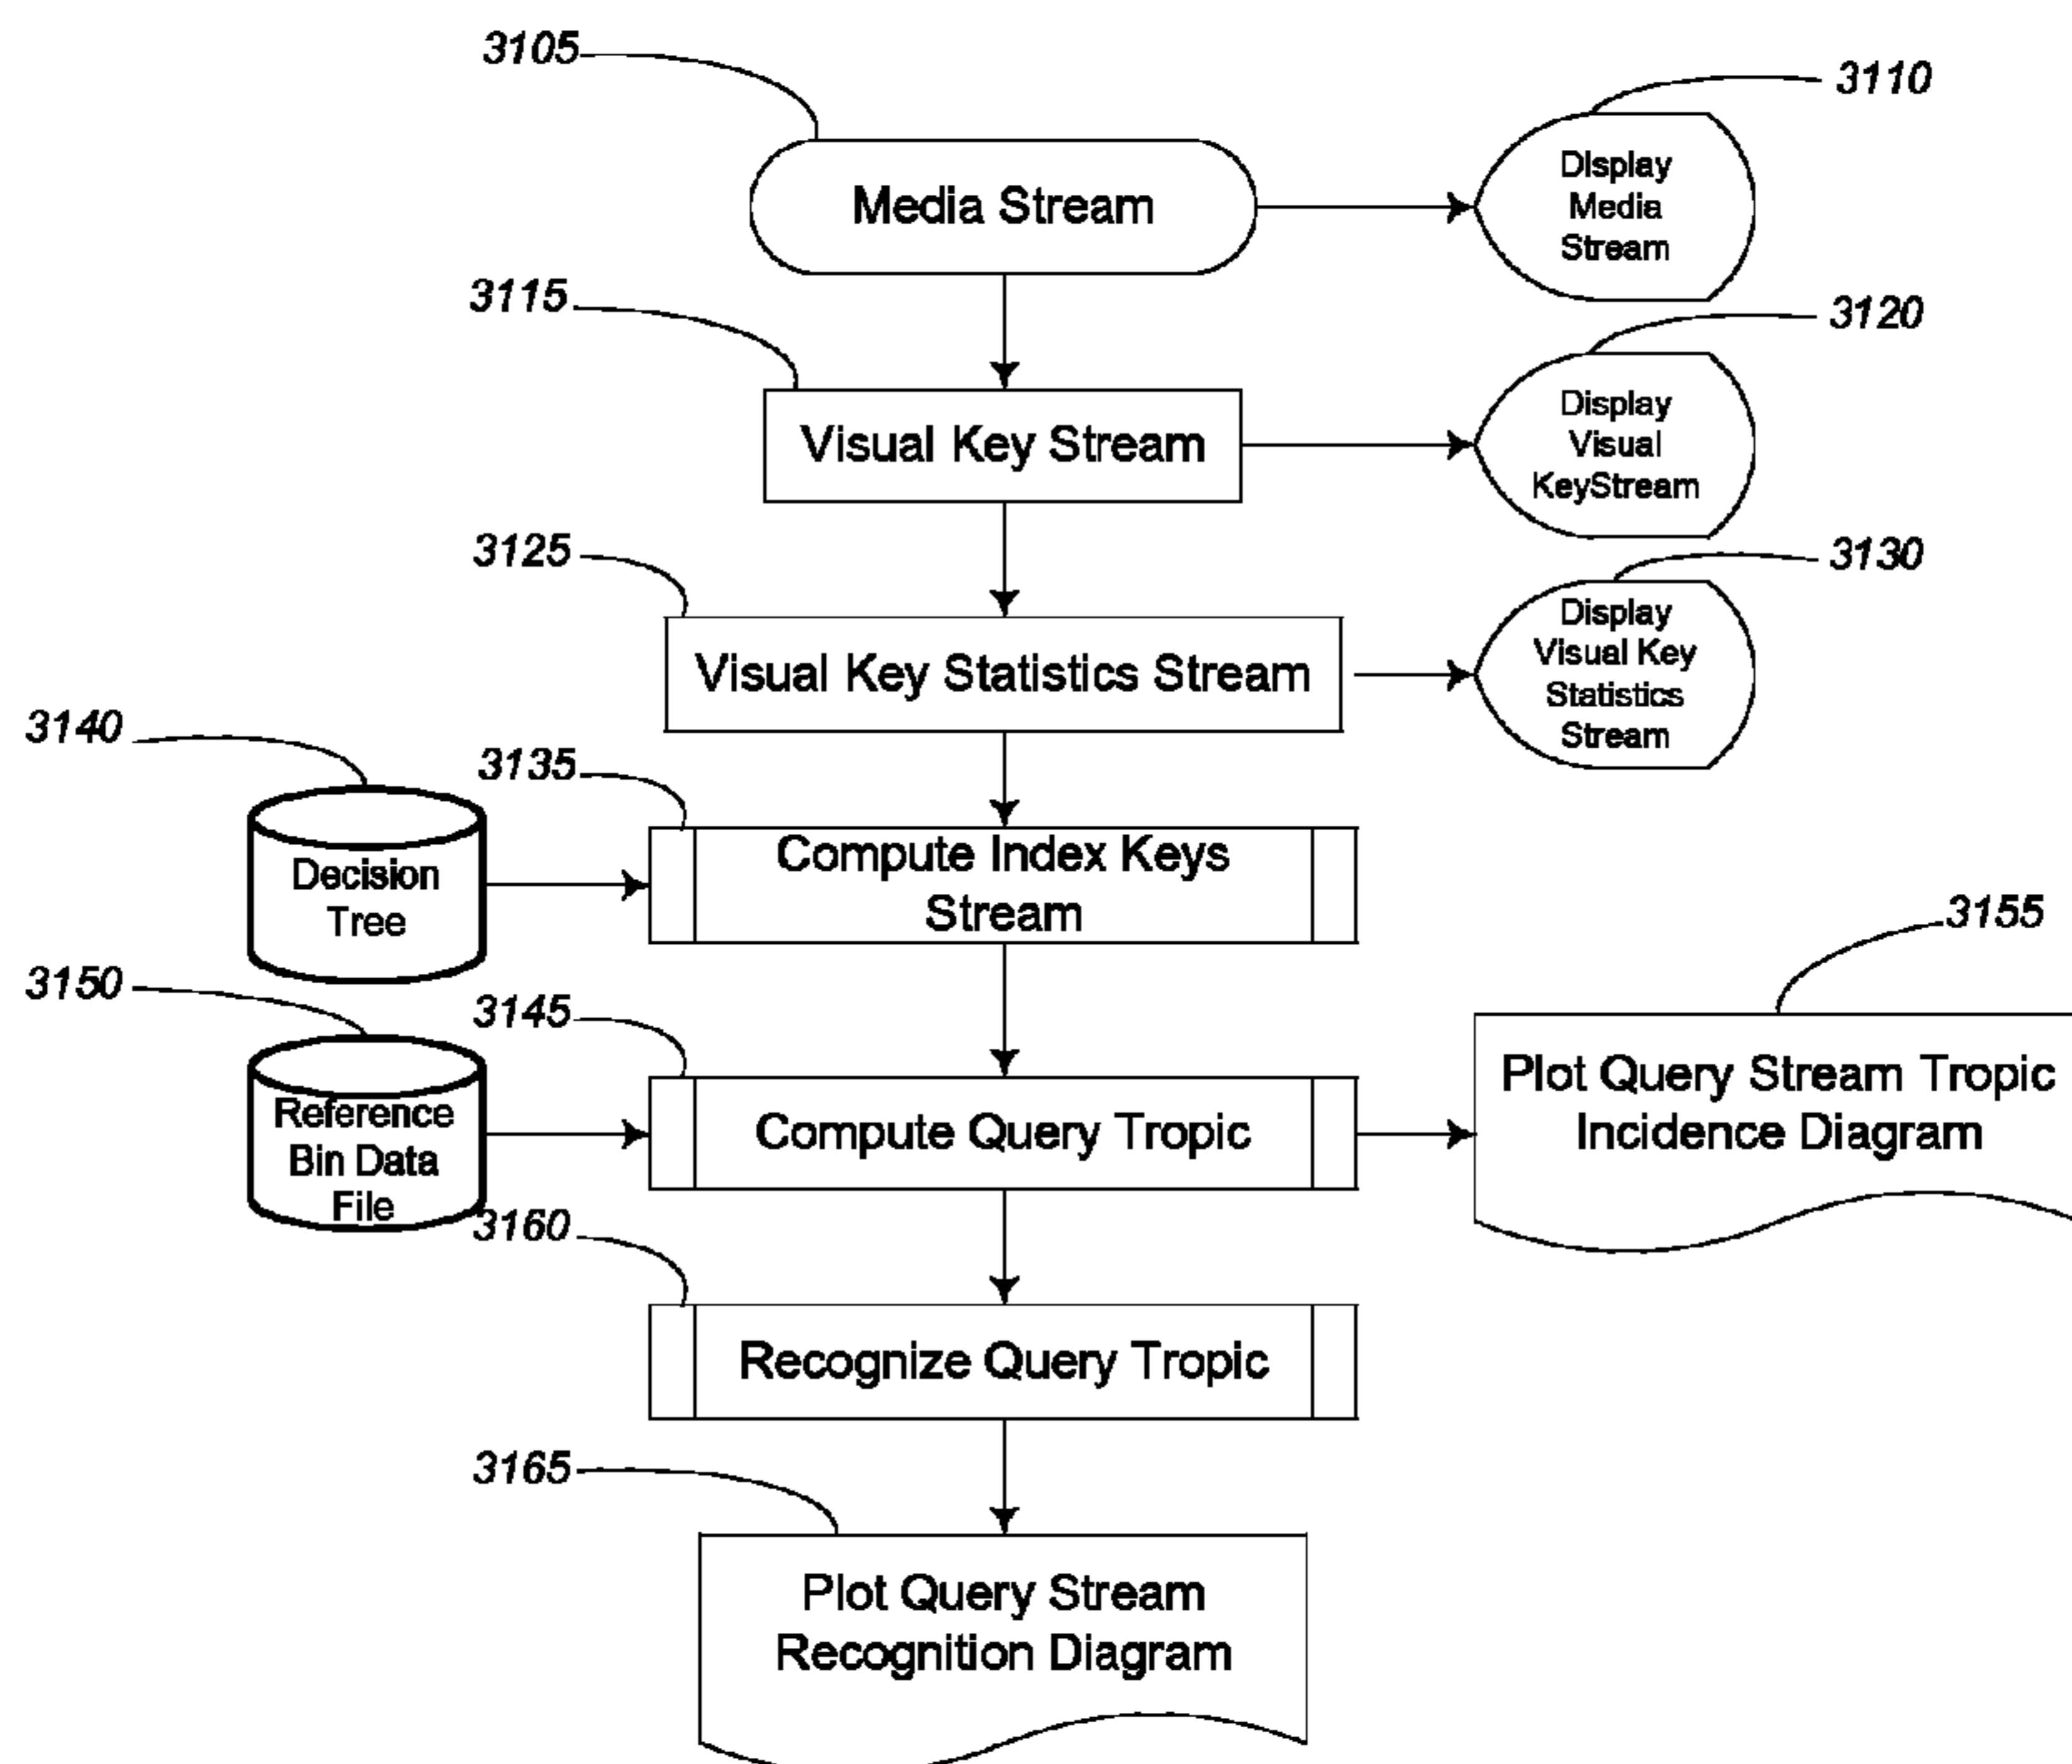 3105
3110
Media Stream
Display
Media
Stream
3115
3120
Visual Key Stream
Display
Visual
KeyStream
3125
3130
Visual Key Statistics Stream
Display
Visual Key
Statistics
Stream
3140
3135
Decision
Tree
Compute Index Keys
Stream
3155
3150
3145
Reference
Bin Data
File
Compute Query Tropic
Plot Query Stream Tropic
Incidence Diagram
3160
Recognize Query Tropic
3165
Plot Query Stream
Recognition Diagram